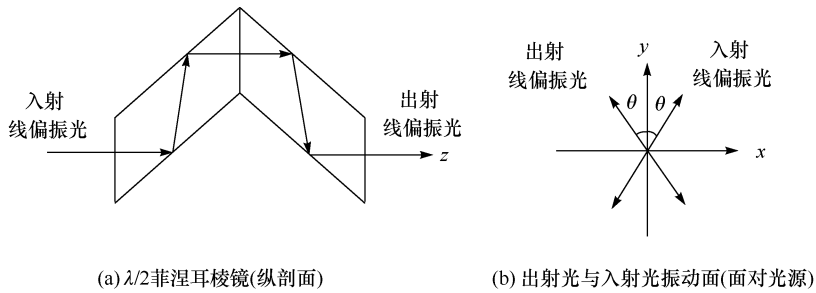 入射
线偏振光
出射
线偏振光
z
(a) λ/2菲涅耳棱镜(纵剖面)
出射
线偏振光
y
入射
线偏振光
θ
θ
x
(b) 出射光与入射光振动面(面对光源)